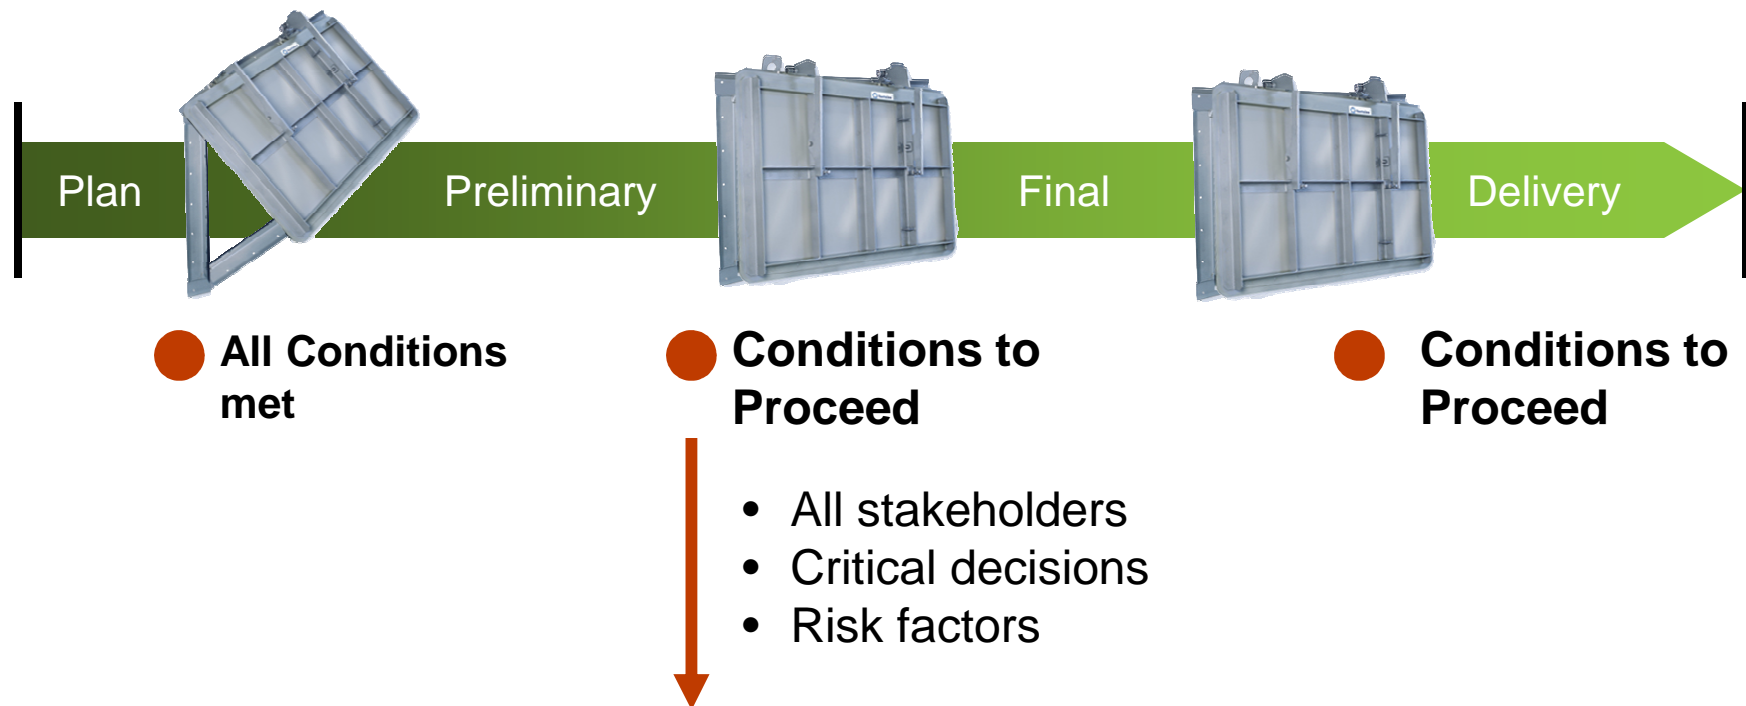 Plan
Preliminary
Final
Delivery
All Conditions
met
Conditions to
Proceed
Conditions to
Proceed
• All stakeholders
• Critical decisions
• Risk factors